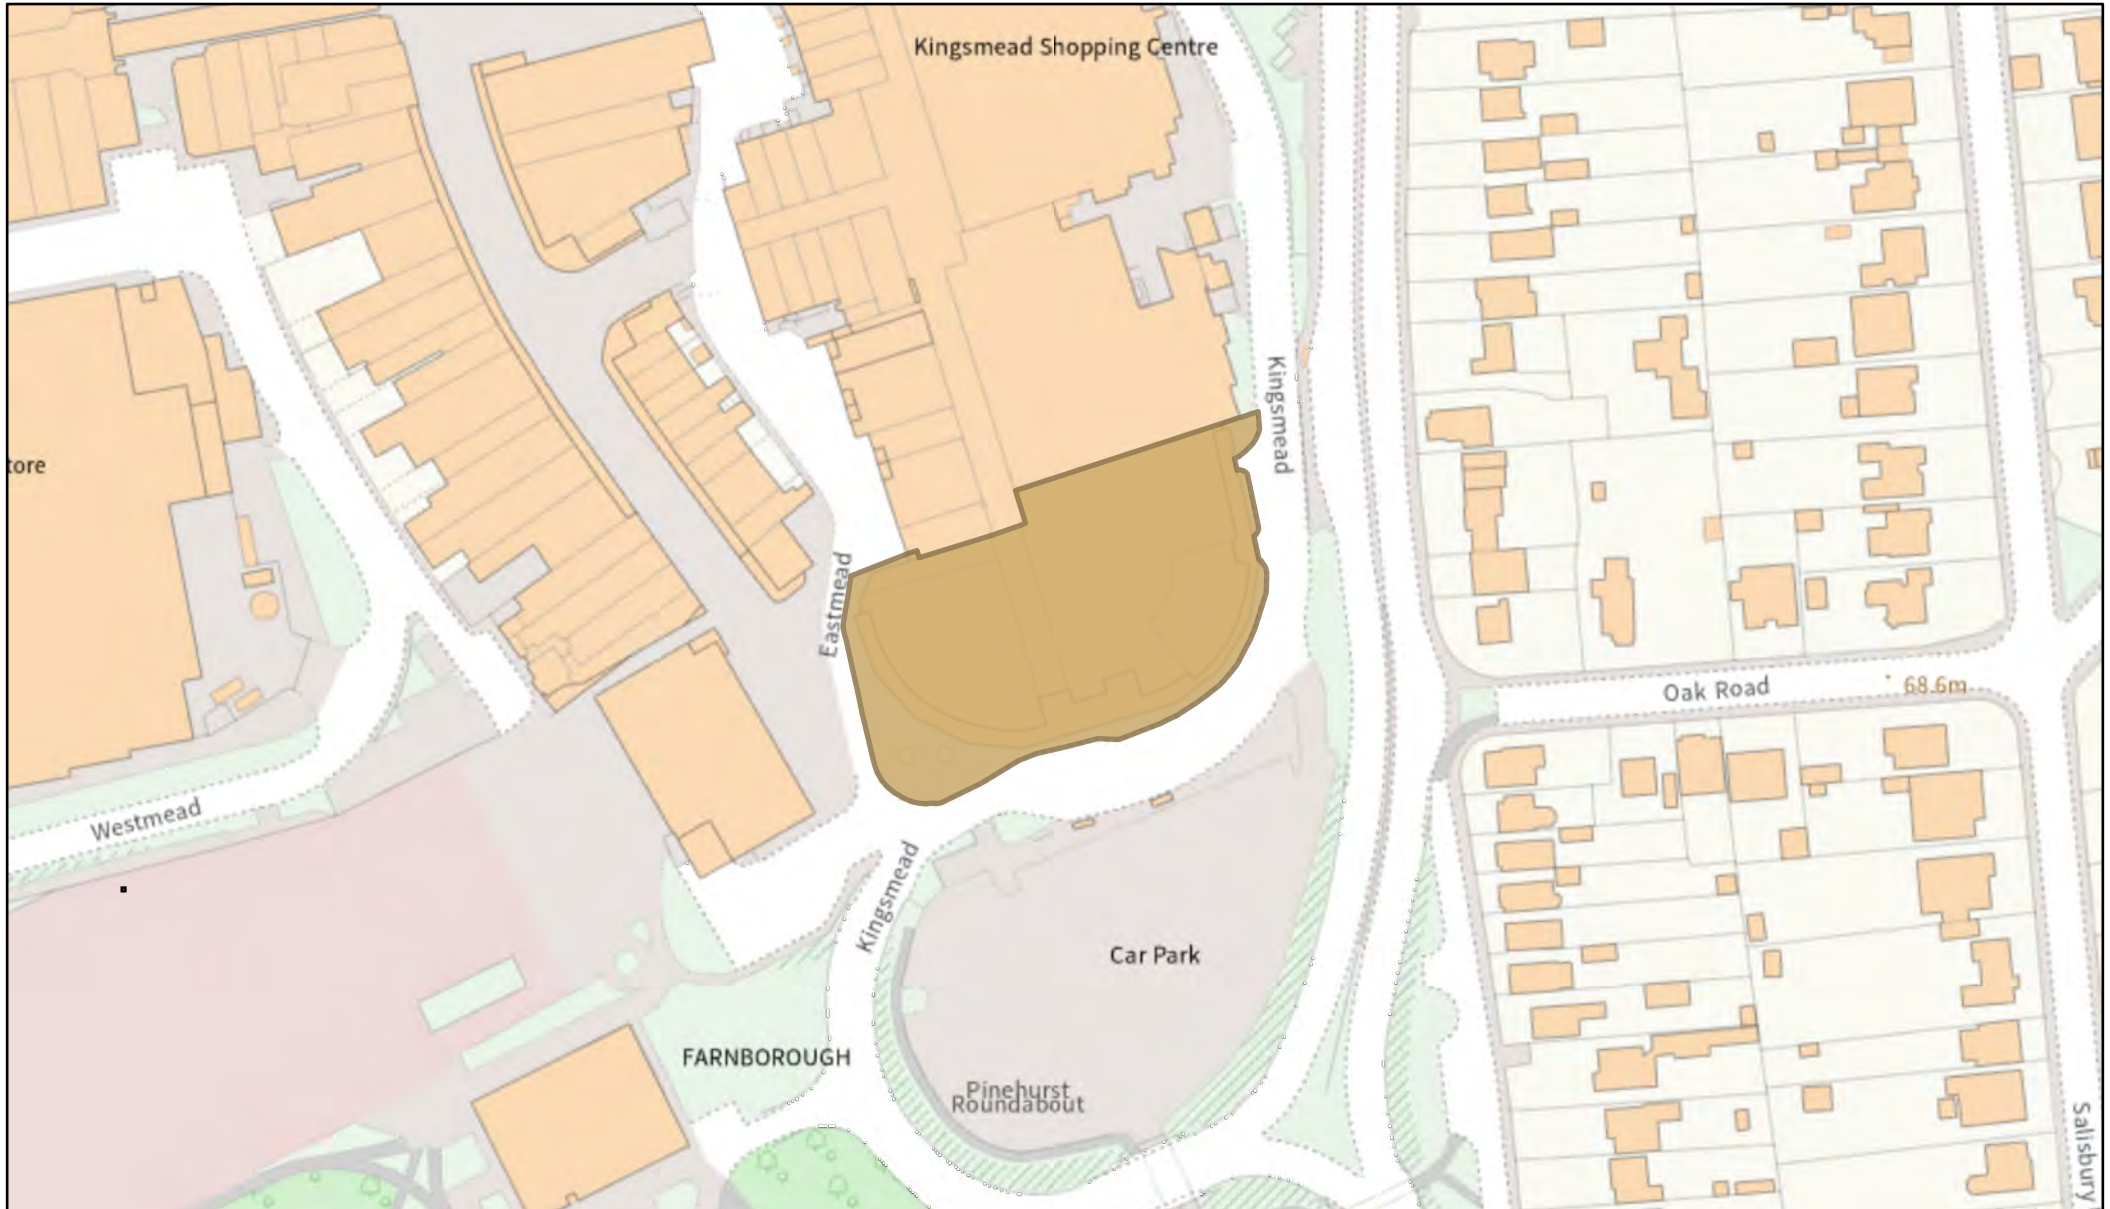 Kingsmead Shopping Centre
Kingsmead
tore
Eastmead
Oak Road
68.6m
Westmead
Kingsmead
Car Park
FARNBOROUGH
Pinehurst
Roundabout
Salisbury